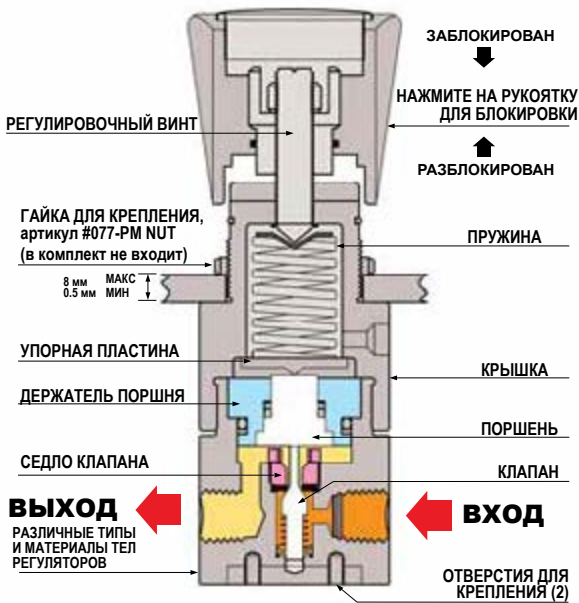 ЗАБЛОКИРОВАН
НАЖМИТЕ НА РУКОЯТКУ
ДЛЯ БЛОКИРОВКИ
РЕГУЛИРОВОЧНЫЙ ВИНТ
РАЗБЛОКИРОВАН
ГАЙКА ДЛЯ КРЕПЛЕНИЯ,
артикул #077-PM NUT
(в комплект не входит)
ПРУЖИНА
8 мм МАКС
0.5 мм МИН
УПОРНАЯ ПЛАСТИНА
КРЫШКА
ДЕРЖАТЕЛЬ ПОРШНЯ
ПОРШЕНЬ
СЕДЛО КЛАПАНА
КЛАПАН
ВЫХОД
ВХОД
РАЗЛИЧНЫЕ ТИПЫ
И МАТЕРИАЛЫ ТЕЛ
РЕГУЛЯТОРОВ
ОТВЕРСТИЯ ДЛЯ
КРЕПЛЕНИЯ (2)